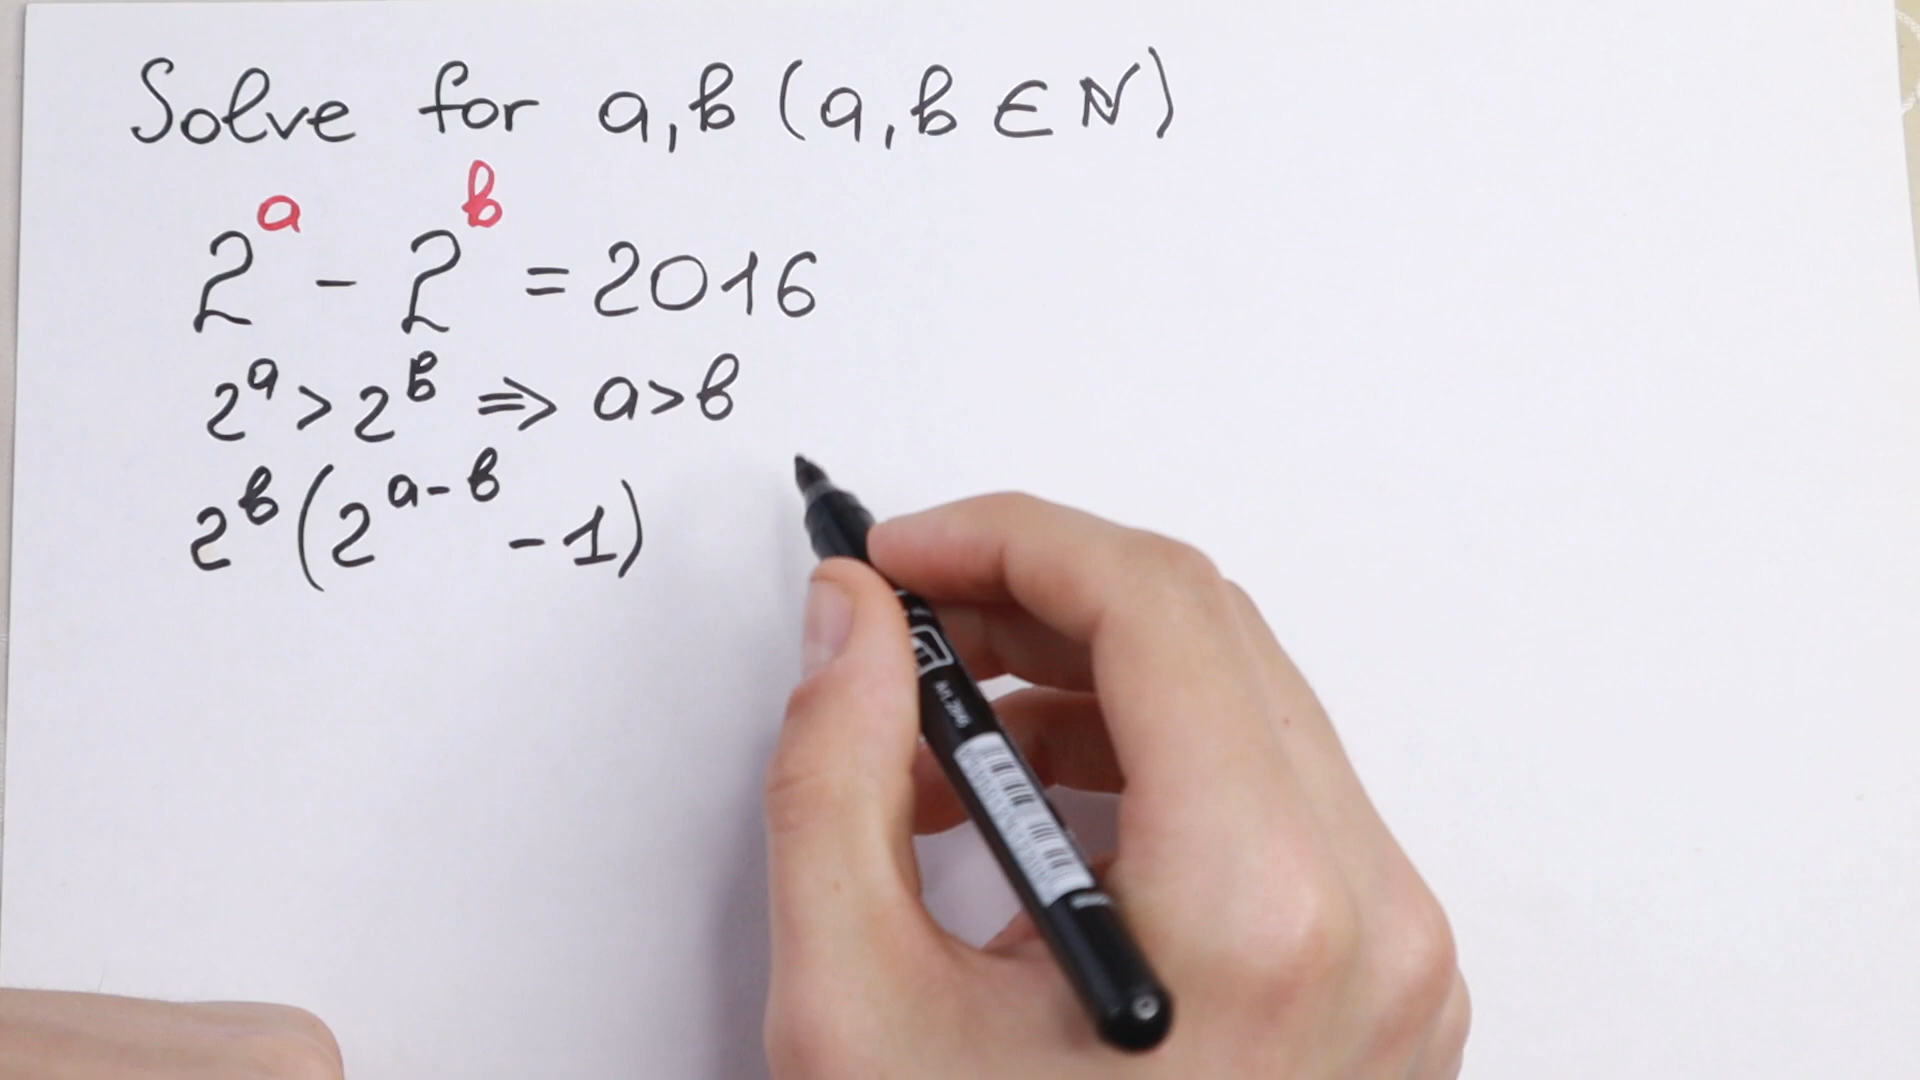 Solve for a, b (a, b ∈ N)
2^a - 2^b = 2016
2^a > 2^b ⇒ a > b
2^b (2^{a-b} - 1)